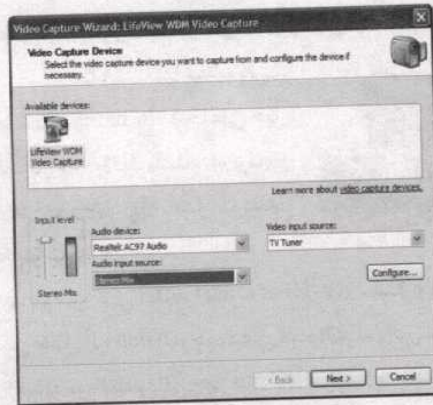 Video Capture Wizard: LifeView WDM Video Capture
Video Capture Device
Select the video capture device you want to capture from and configure the device if
necessary.
Available devices:
LifeView WDM
Video Capture
Learn more about video capture devices.
Input level
Stereo Mix
Audio device:
Realtek AC97 Audio
Audio input source:
Stereo Mix
Video input source:
TV Tuner
Configure...
< Back
Next >
Cancel